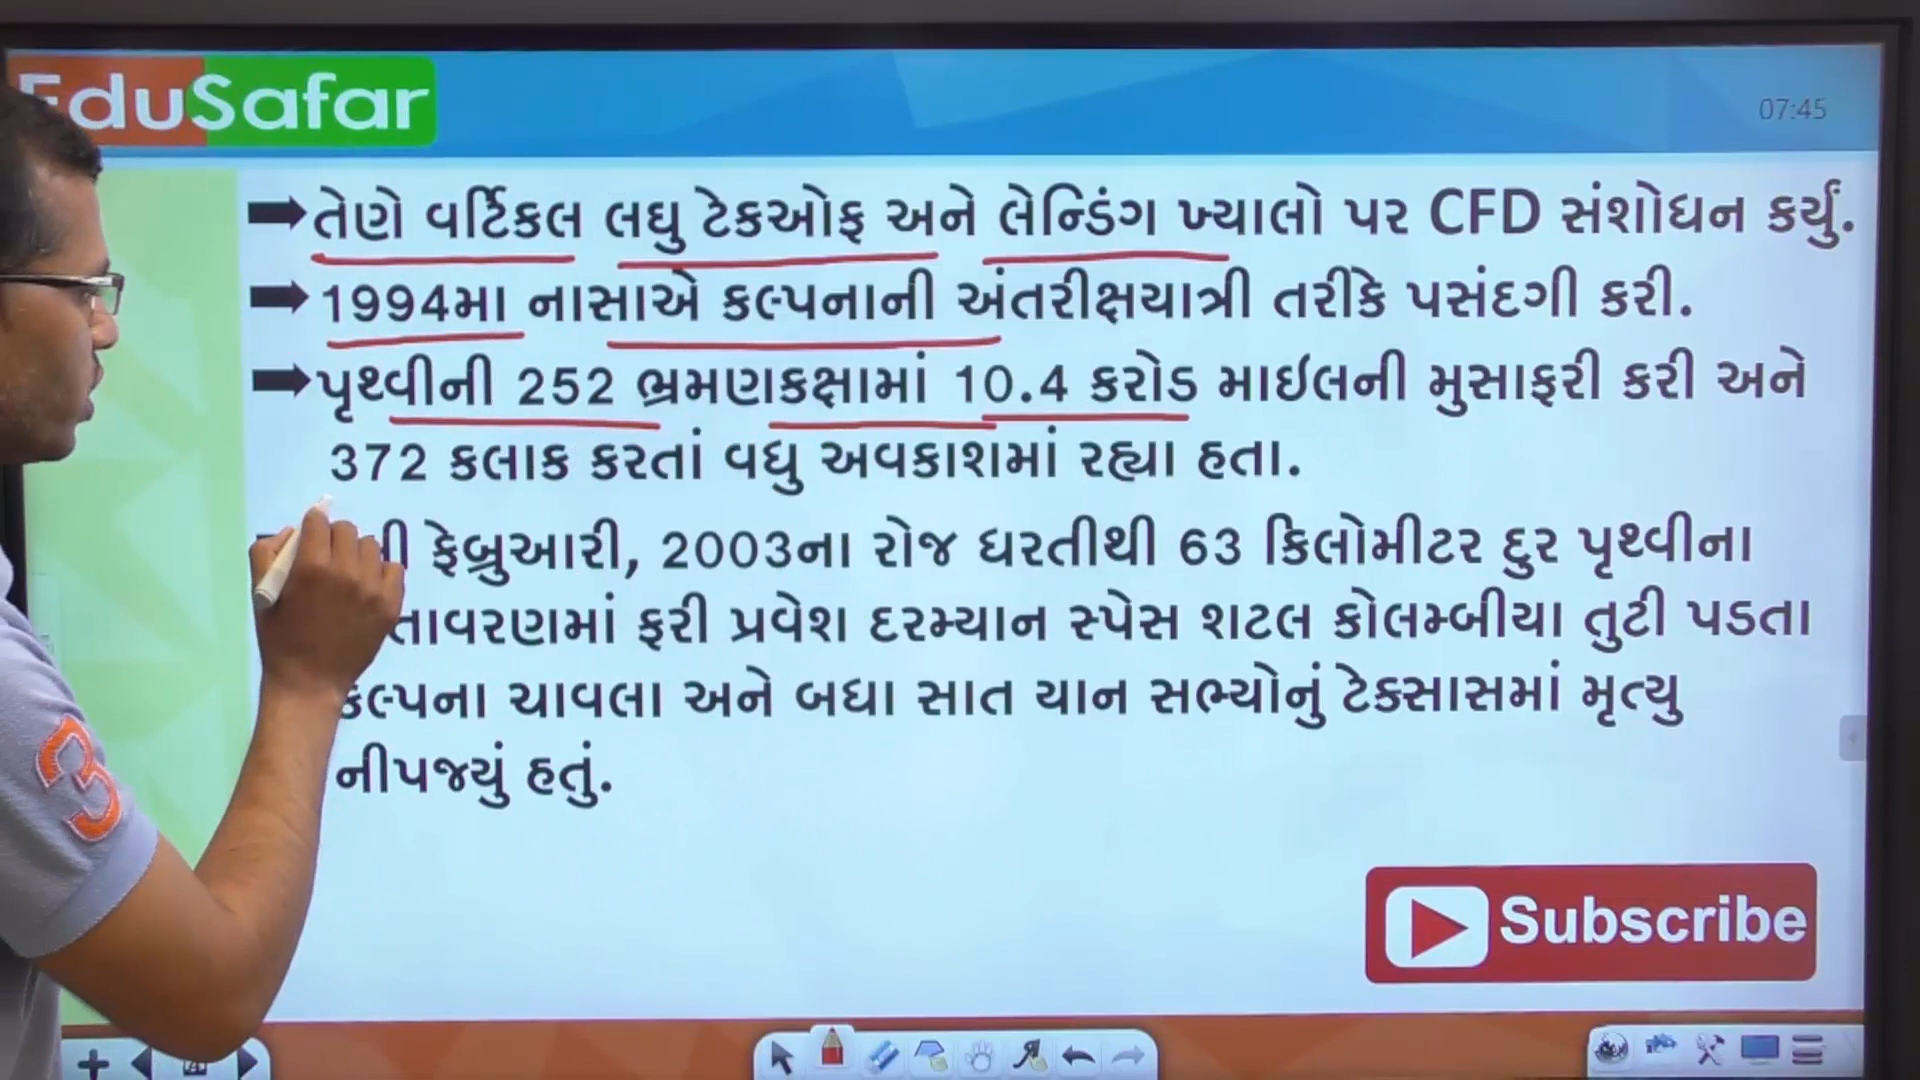 EduSafar
07:45
તેણે વર્ટિકલ લઘુ ટેકઓફ અને લેન્ડિંગ ખ્યાલો પર CFD સંશોધન કર્યું.
1994મા નાસાએ કલ્પનાની અંતરીક્ષયાત્રી તરીકે પસંદગી કરી.
પૃથ્વીની 252 ભ્રમણકક્ષામાં 10.4 કરોડ માઈલની મુસાફરી કરી અને
372 કલાક કરતાં વધુ અવકાશમાં રહ્યા હતા.
ફેબ્રુઆરી, 2003ના રોજ ધરતીથી 63 કિલોમીટર દુર પૃથ્વીના
ફરી પ્રવેશ દરમ્યાન સ્પેસ શટલ કોલમ્બીયા તુટી પડતા
કલ્પના ચાવલા અને બધા સાત યાન સભ્યોનું ટેક્સાસમાં મૃત્યુ
નીપજ્યું હતું.
Subscribe